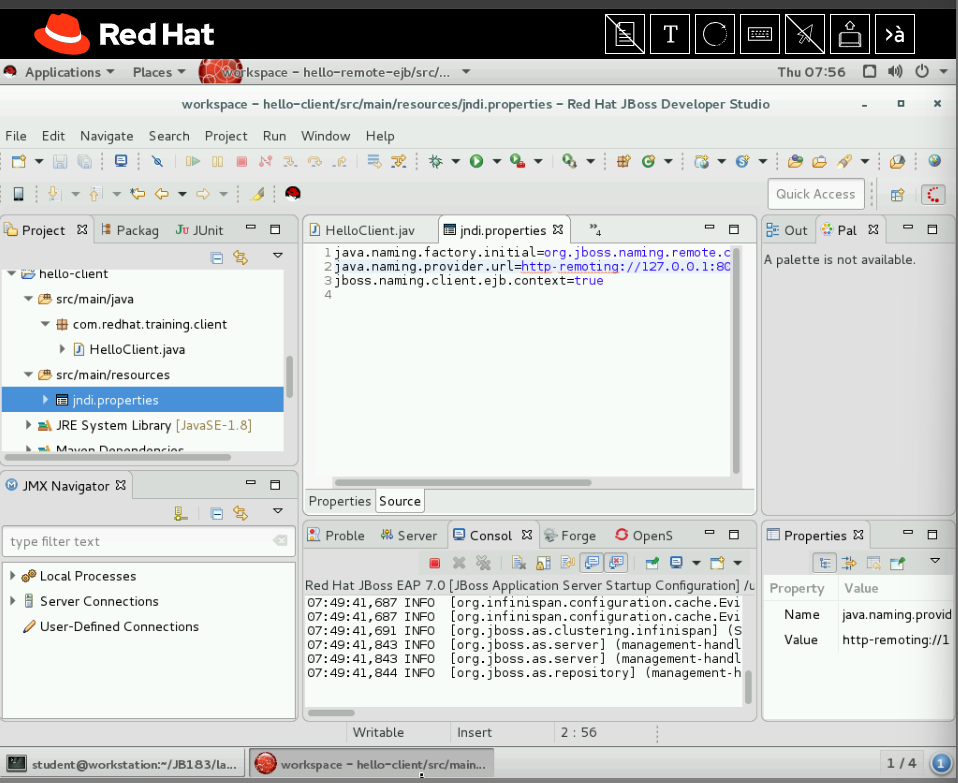 Red Hat
T
>à
Applications
Places
workspace – hello-remote-ejb/src/...
Thu 07:56
workspace – hello-client/src/main/resources/jndi.properties – Red Hat JBoss Developer Studio
File Edit Navigate Search Project Run Window Help
Quick Access
Project
Packag
JUnit
hello-client
src/main/java
com.redhat.training.client
HelloClient.java
src/main/resources
jndi.properties
JRE System Library [JavaSE-1.8]
Maven Dependencies
HelloClient.jav
jndi.properties
»4
1 java.naming.factory.initial=org.jboss.naming.remote.c
2 java.naming.provider.url=http-remoting://127.0.0.1:80
3 jboss.naming.client.ejb.context=true
4
Properties Source
Out
Pal
A palette is not available.
JMX Navigator
type filter text
Local Processes
Server Connections
User-Defined Connections
Proble
Server
Consol
Forge
OpenS
Red Hat JBoss EAP 7.0 [JBoss Application Server Startup Configuration] /u
07:49:41,687 INFO [org.infinispan.configuration.cache.Evi
07:49:41,687 INFO [org.infinispan.configuration.cache.Evi
07:49:41,691 INFO [org.jboss.as.clustering.infinispan] (S
07:49:41,843 INFO [org.jboss.as.server] (management-handl
07:49:41,843 INFO [org.jboss.as.server] (management-handl
07:49:41,844 INFO [org.jboss.as.repository] (management-h
Properties
Property Value
Name java.naming.provid
Value http-remoting://1
Writable Insert 2 : 56
student@workstation:~/JB183/la...
workspace – hello-client/src/main...
1 / 4
1